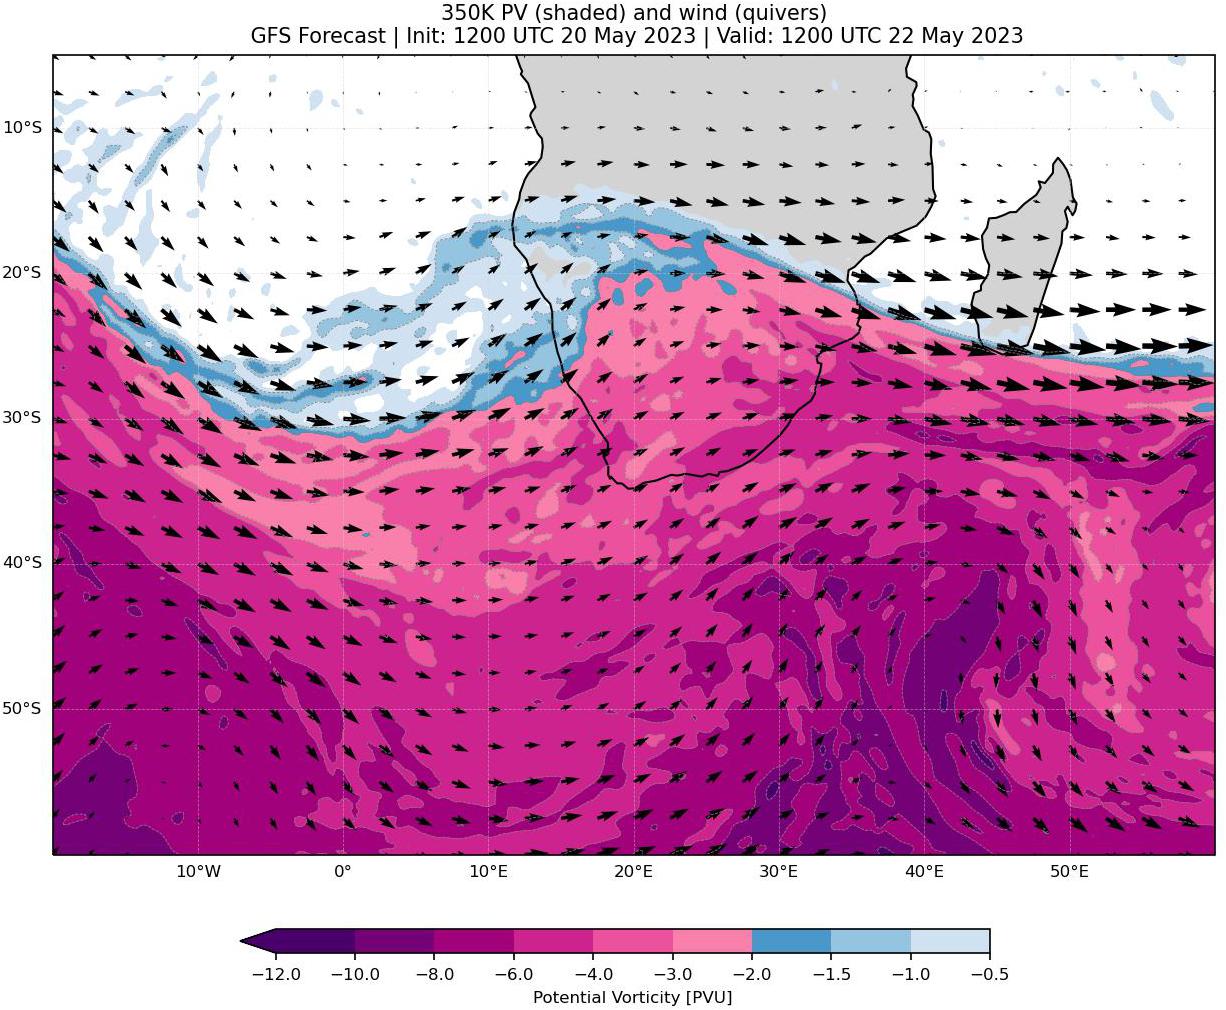 350K PV (shaded) and wind (quivers)
GFS Forecast | Init: 1200 UTC 20 May 2023 | Valid: 1200 UTC 22 May 2023
10°S
20°S
30°S
40°S
50°S
10°W 0° 10°E 20°E 30°E 40°E 50°E
−12.0 −10.0 −8.0 −6.0 −4.0 −3.0 −2.0 −1.5 −1.0 −0.5
Potential Vorticity [PVU]